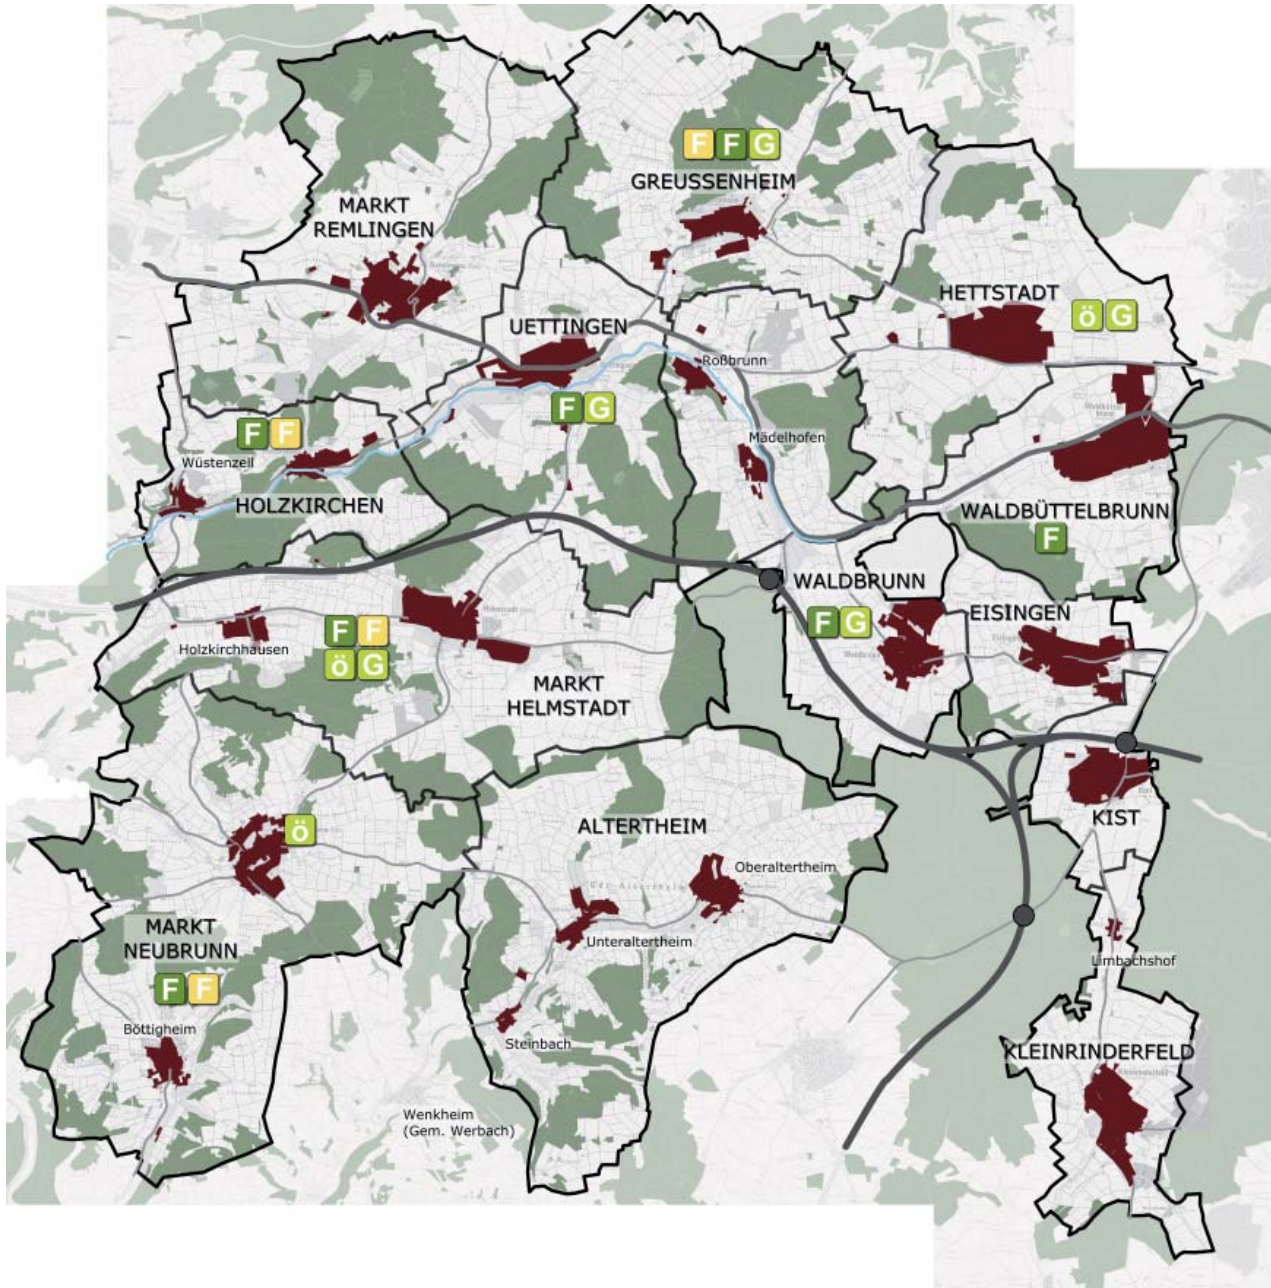 F F G
GREUSSENHEIM
MARKT
REMLINGEN
HETTSTADT
ö G
UETTINGEN
Roßbrunn
F G
F F
Mädelhofen
Wüstenzell
HOLZKIRCHEN
WALDBÜTTELBRUNN
F
WALDBRUNN
F G
EISINGEN
F F
ö G
Holzkirchhausen
MARKT
HELMSTADT
KIST
ö
ALTERTHEIM
Oberaltertheim
MARKT
NEUBRUNN
Unteraltertheim
Limbachshof
F F
Böttigheim
Steinbach
KLEINRINDERFELD
Wenkheim
(Gem. Werbach)